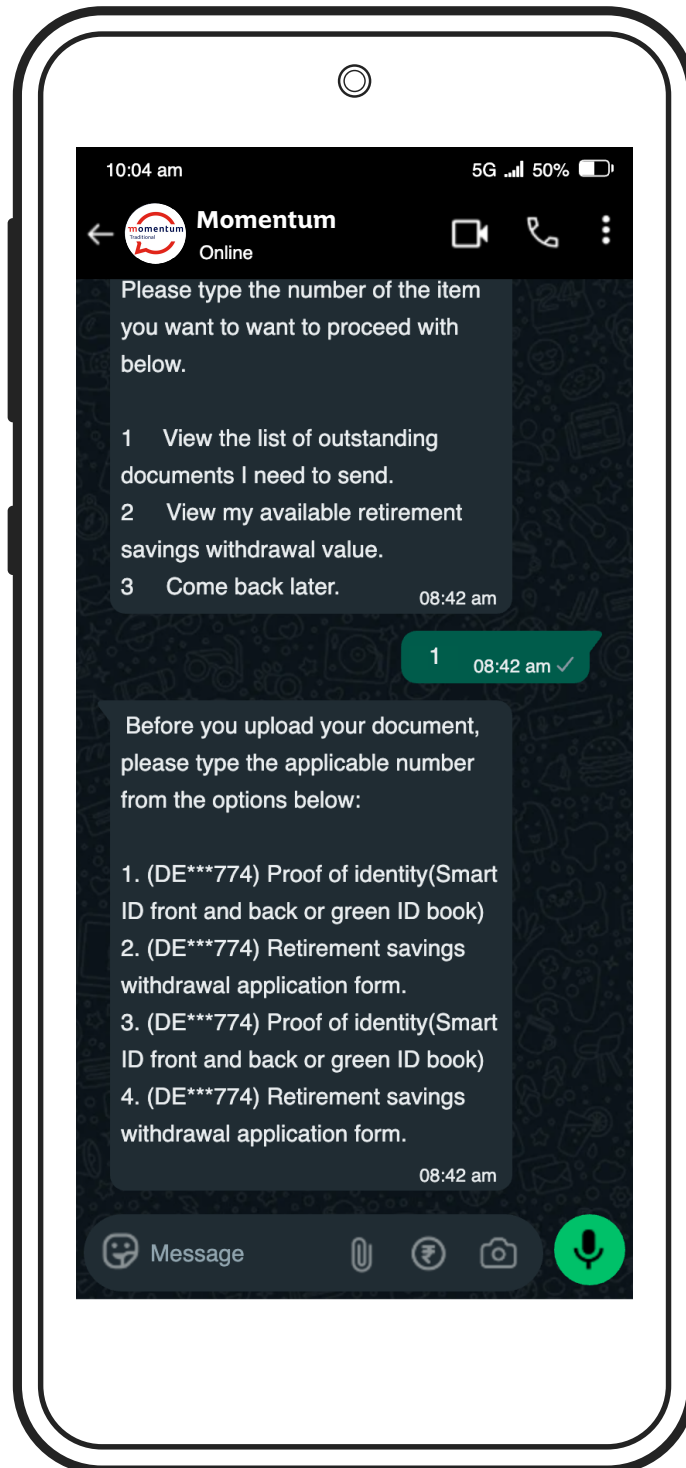 10:04 am 5G 50%
momentum
Traditional
Momentum
Online
Please type the number of the item
you want to want to proceed with
below.
1 View the list of outstanding
documents I need to send.
2 View my available retirement
savings withdrawal value.
3 Come back later.
08:42 am
1 08:42 am
Before you upload your document,
please type the applicable number
from the options below:
1. (DE***774) Proof of identity(Smart
ID front and back or green ID book)
2. (DE***774) Retirement savings
withdrawal application form.
3. (DE***774) Proof of identity(Smart
ID front and back or green ID book)
4. (DE***774) Retirement savings
withdrawal application form.
08:42 am
Message ₹